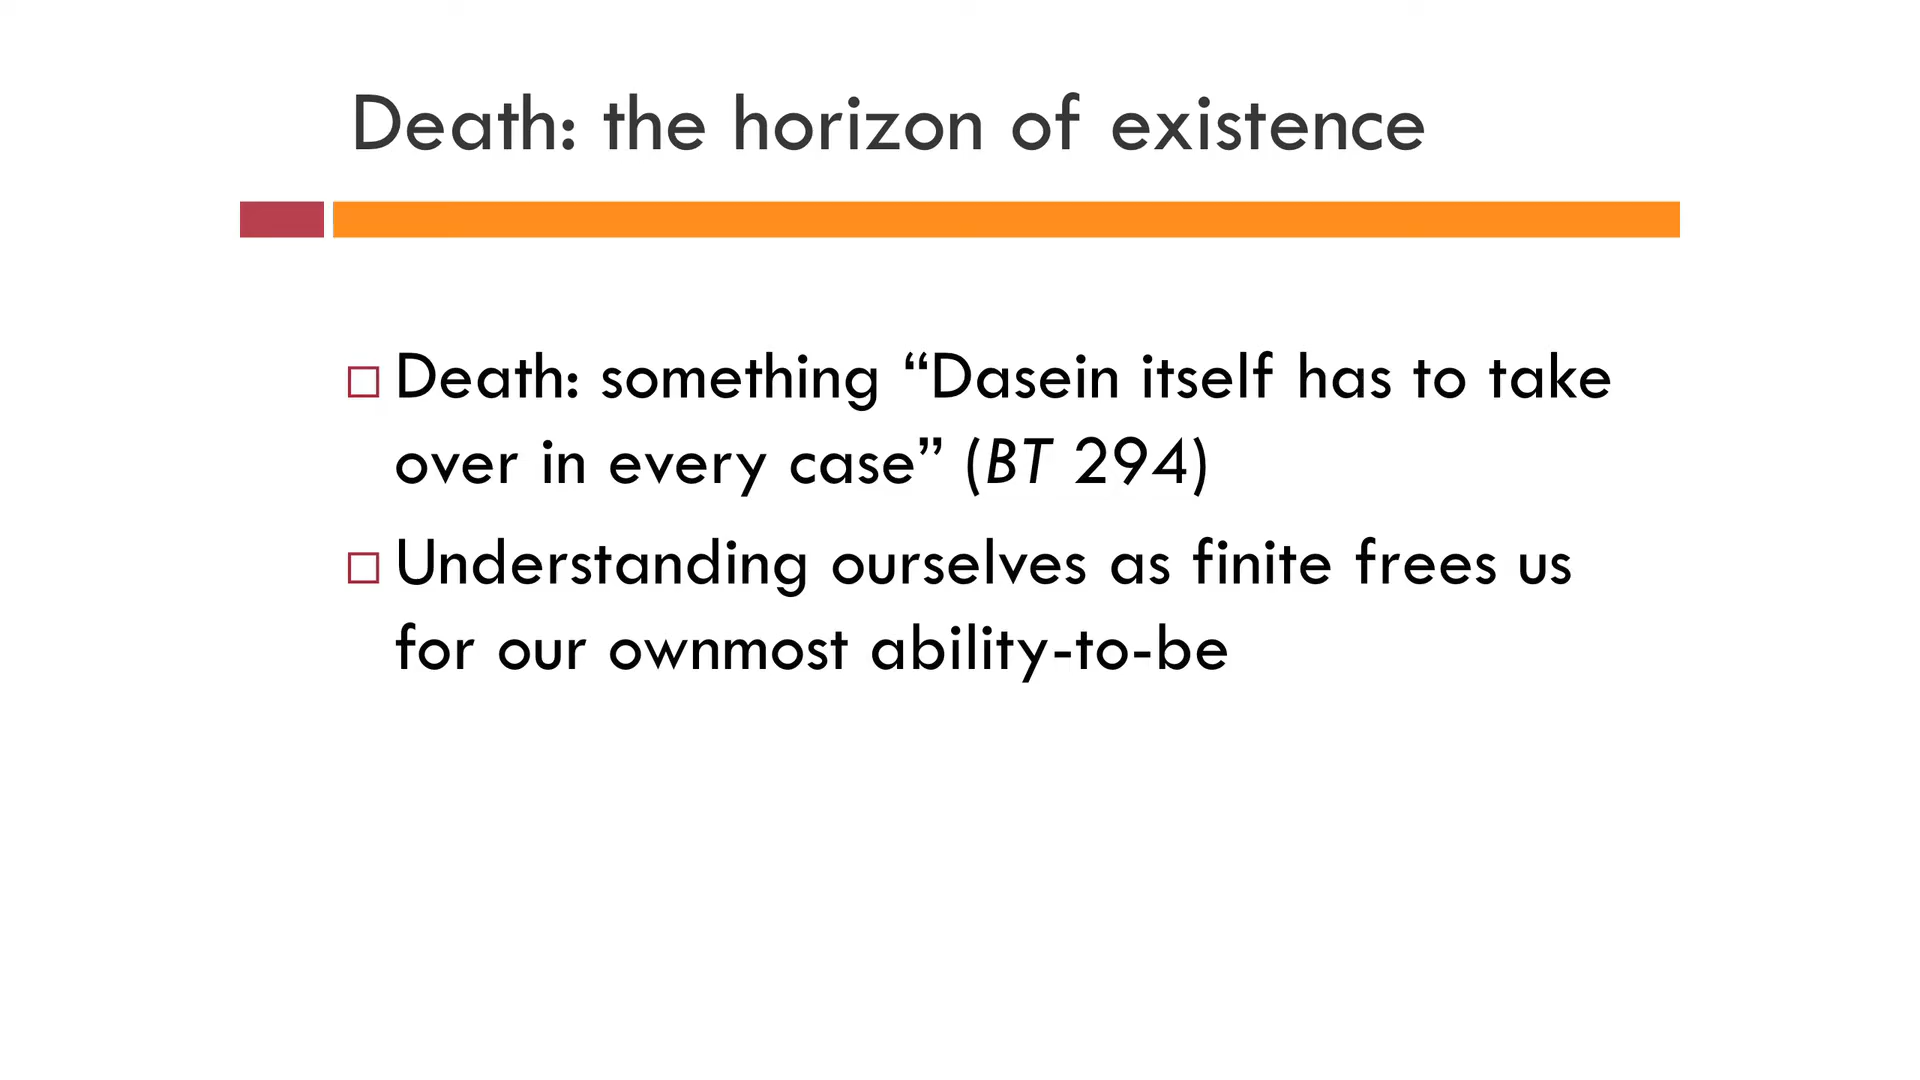 Death: the horizon of existence
Death: something “Dasein itself has to take
over in every case” (BT 294)
Understanding ourselves as finite frees us
for our ownmost ability-to-be